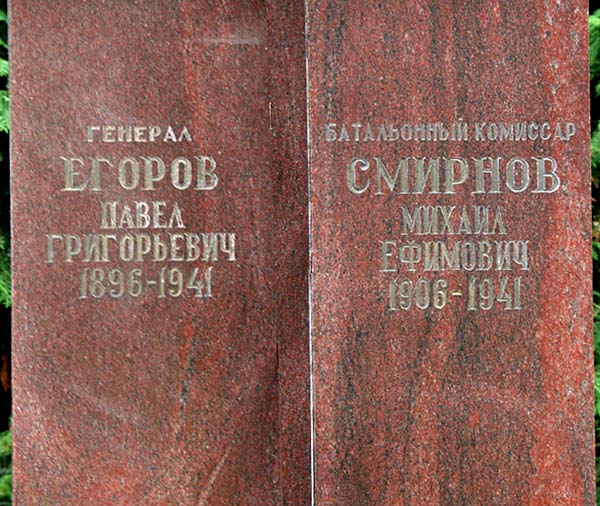 ГЕНЕРАЛ
ЕГОРОВ
ПАВЕЛ
ГРИГОРЬЕВИЧ
1896-1941
БАТАЛЬОННЫЙ КОМИССАР
СМИРНОВ
МИХАИЛ
ЕФИМОВИЧ
1906-1941